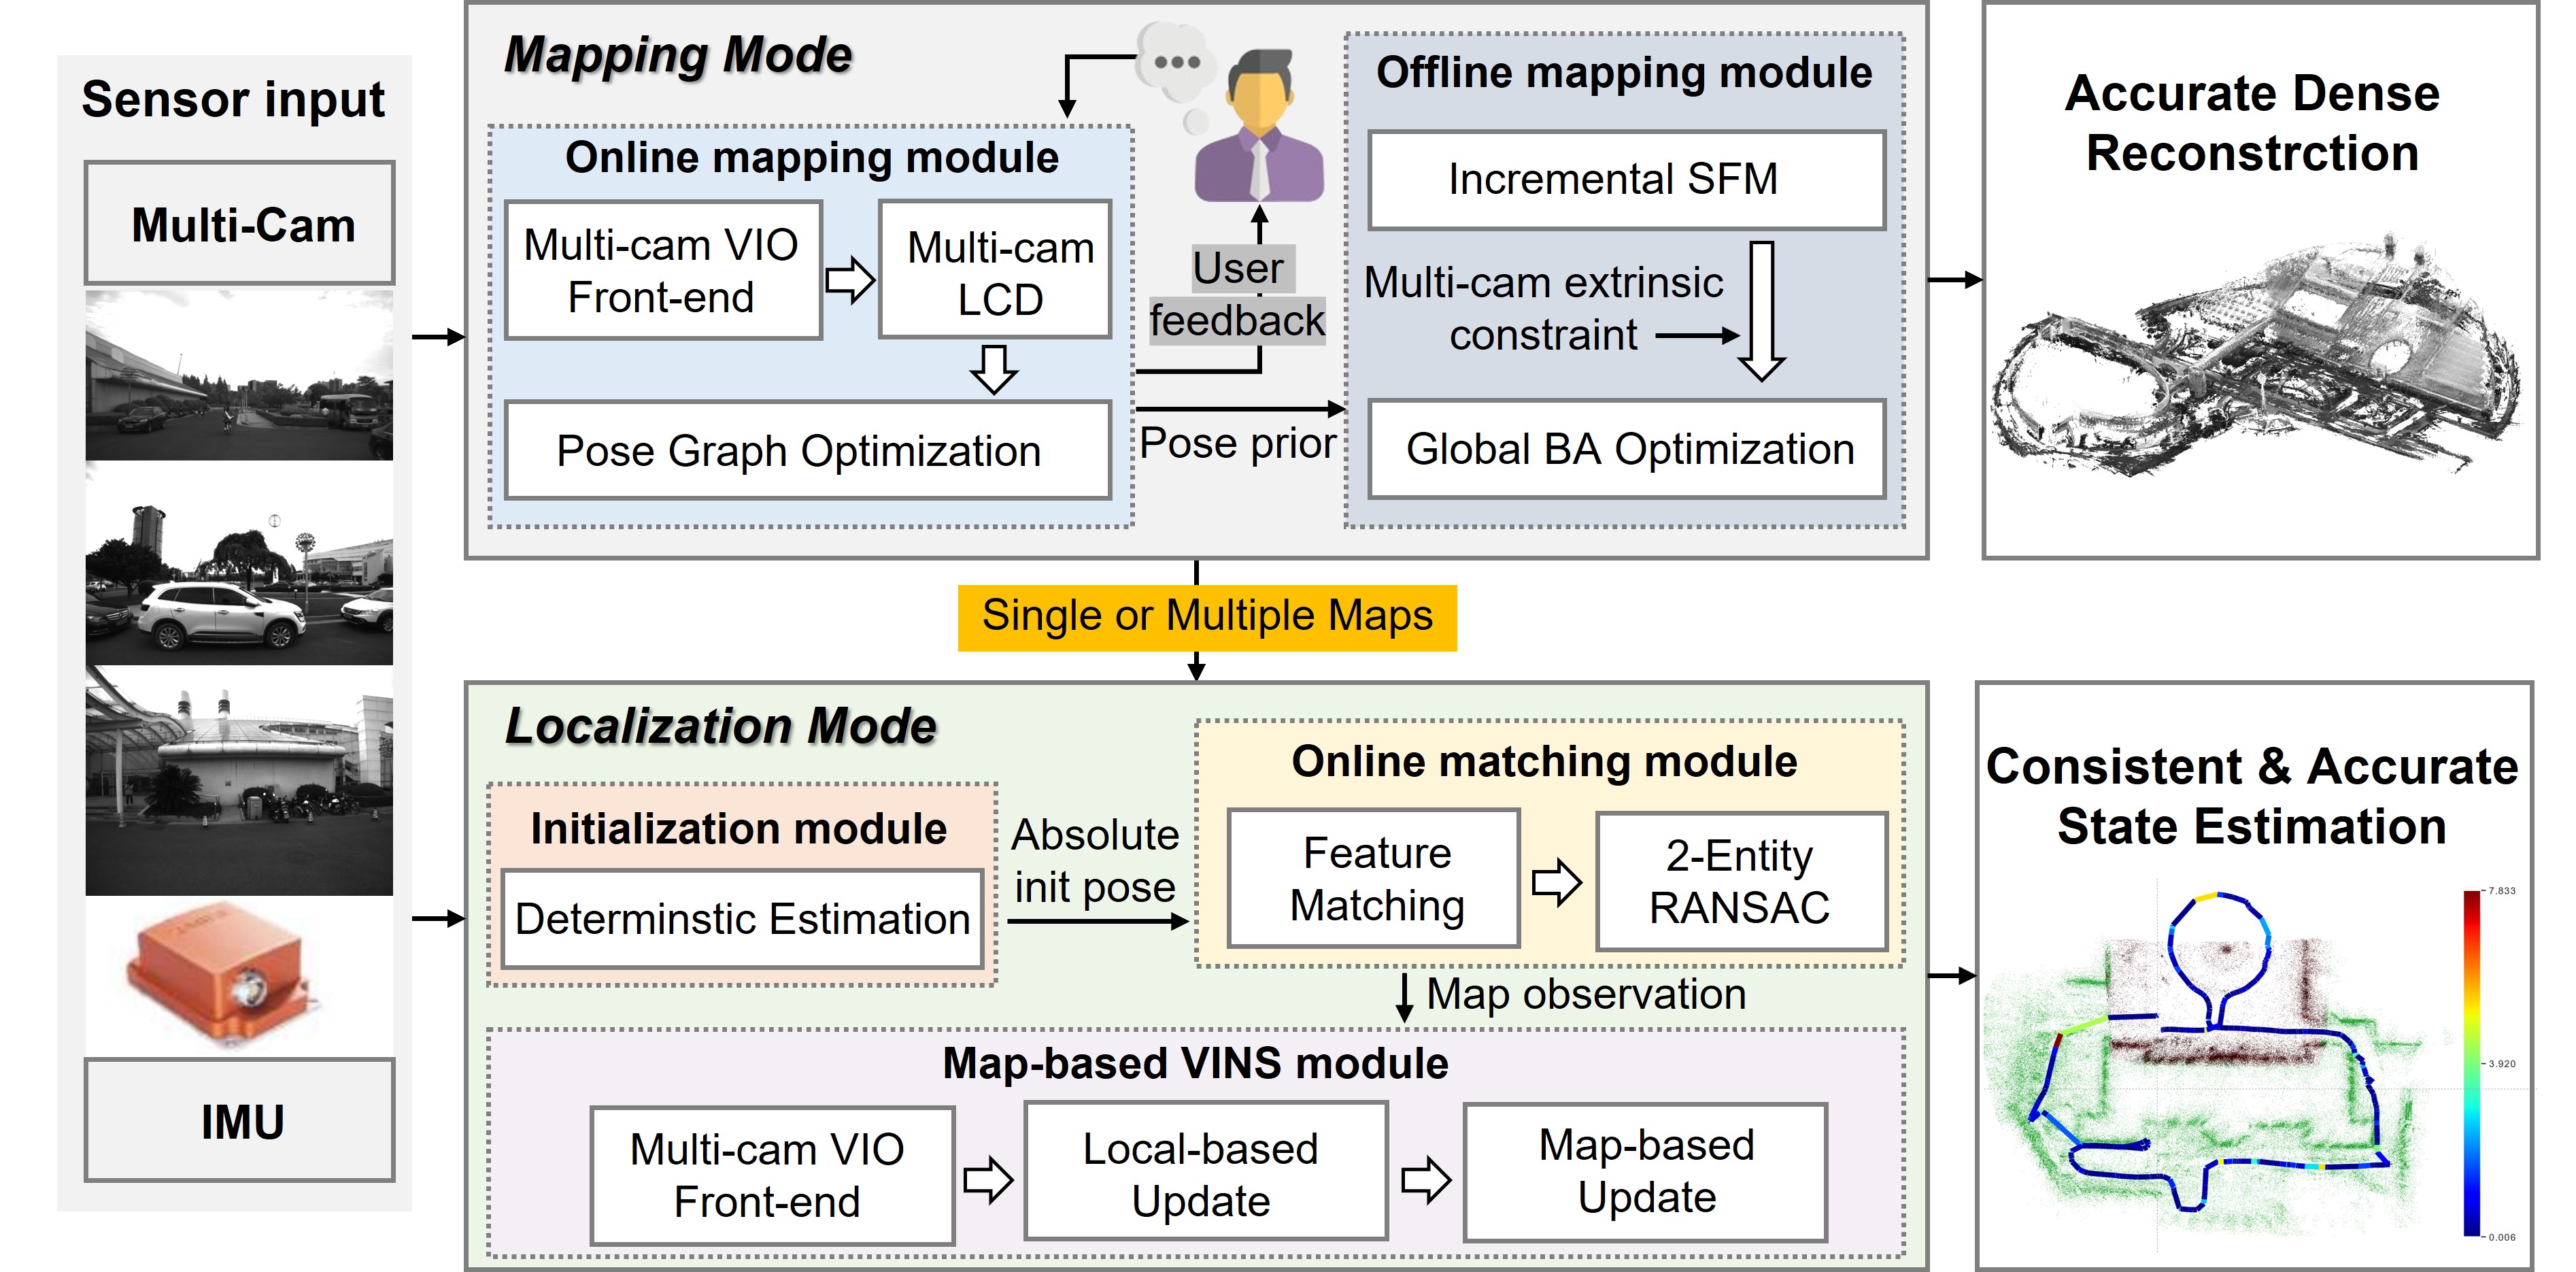 Sensor input
Multi-Cam
IMU
Mapping Mode
Online mapping module
Multi-cam VIO
Front-end
Multi-cam
LCD
Pose Graph Optimization
User
feedback
Pose prior
Offline mapping module
Incremental SFM
Multi-cam extrinsic
constraint
Global BA Optimization
Accurate Dense
Reconstrction
Single or Multiple Maps
Localization Mode
Initialization module
Determinstic Estimation
Absolute
init pose
Online matching module
Feature
Matching
2-Entity
RANSAC
Map observation
Map-based VINS module
Multi-cam VIO
Front-end
Local-based
Update
Map-based
Update
Consistent & Accurate
State Estimation
7.833
3.920
0.006